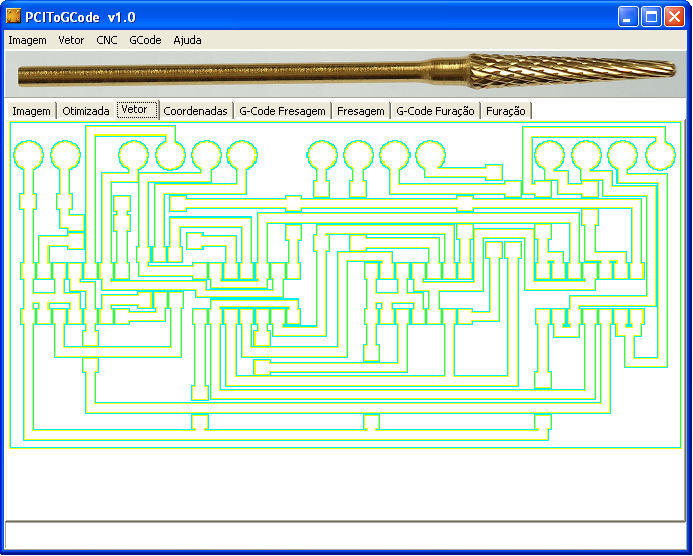 PCIToGCode v1.0
Imagem Vetor CNC GCode Ajuda
Imagem Otimizada Vetor Coordenadas G-Code Fresagem Fresagem G-Code Furação Furação